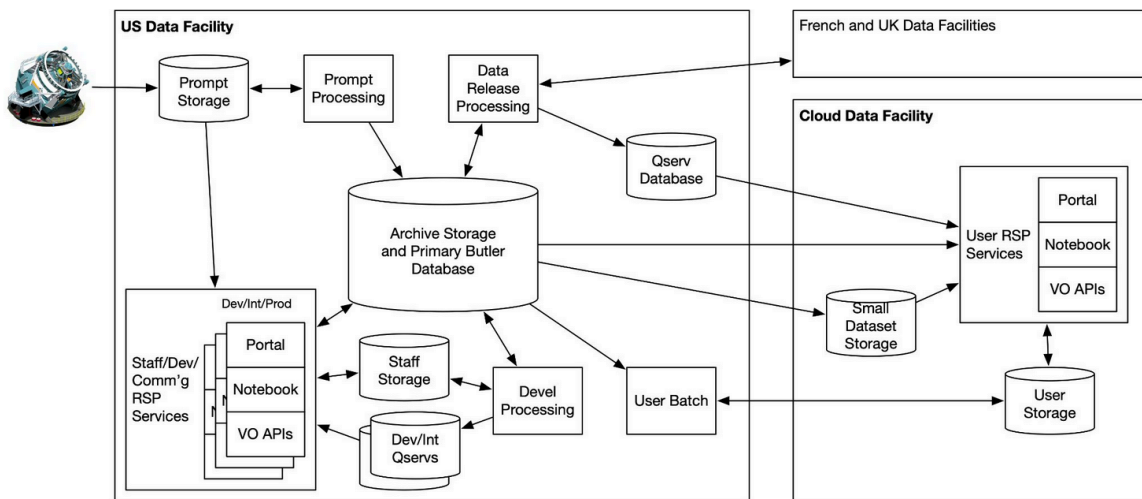 US Data Facility
Prompt
Storage
Prompt
Processing
Data
Release
Processing
French and UK Data Facilities
Cloud Data Facility
Qserv
Database
Archive Storage
and Primary Butler
Database
User RSP
Services
Portal
Notebook
VO APIs
Small
Dataset
Storage
User
Storage
Dev/Int/Prod
Staff/Dev/
Comm'g
RSP
Services
Portal
Notebook
VO APIs
Staff
Storage
Dev/Int
Qservs
Devel
Processing
User Batch